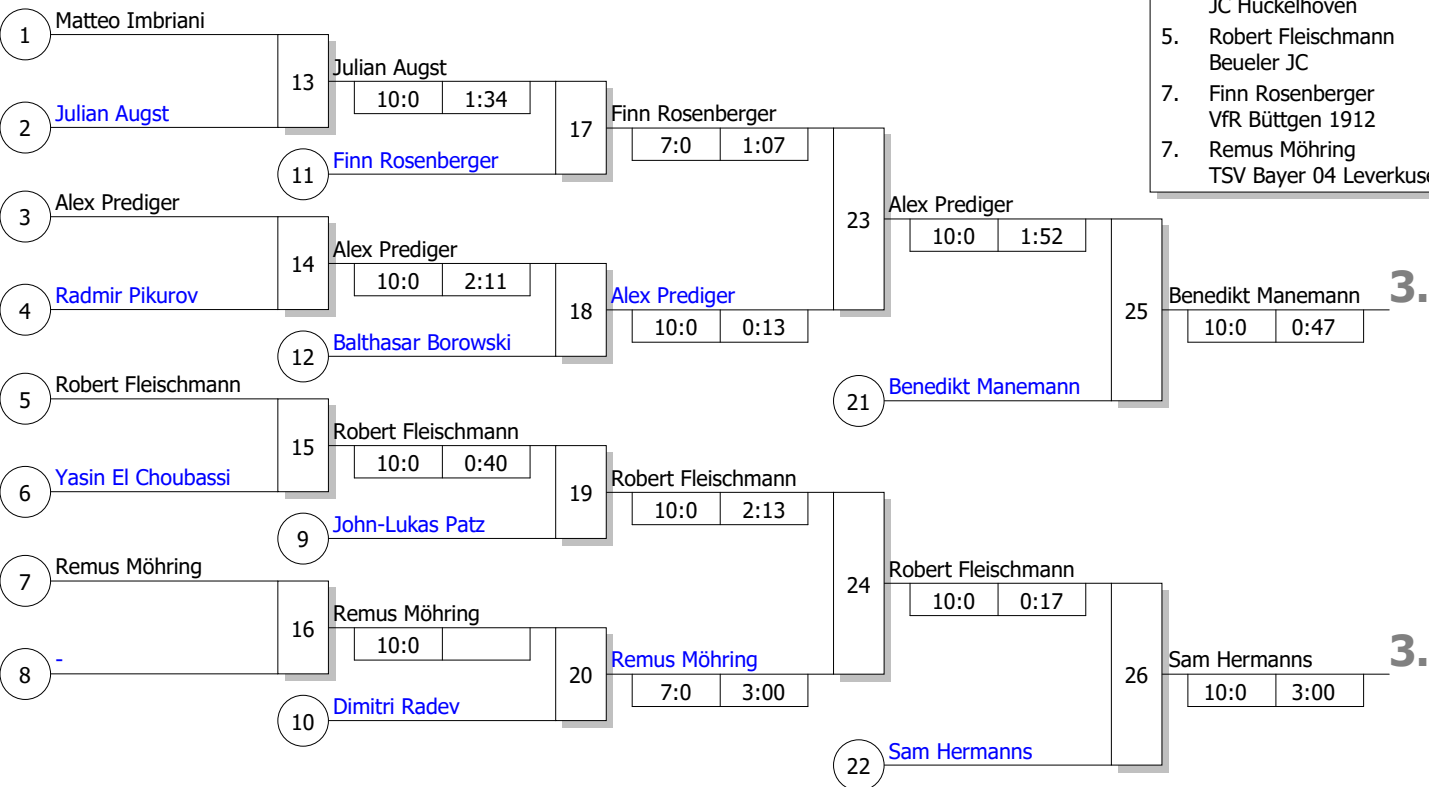 JC Hückelhoven
5. Robert Fleischmann
Beueler JC
7. Finn Rosenberger
VfR Büttgen 1912
7. Remus Möhring
TSV Bayer 04
1 Matteo Imbriani
13 Julian Augst
10:0 1:34
2 Julian Augst
17 Finn Rosenberger
7:0 1:07
11 Finn Rosenberger
3 Alex Prediger
23 Alex Prediger
10:0 1:52
14 Alex Prediger
10:0 2:11
4 Radmir Pikurov
18 Alex Prediger
10:0 0:13
25 Benedikt Manemann 3.
10:0 0:47
12 Balthasar Borowski
5 Robert Fleischmann
21 Benedikt Manemann
15 Robert Fleischmann
10:0 0:40
6 Yasin El Choubassi
19 Robert Fleischmann
10:0 2:13
9 John-Lukas Patz
7 Remus Möhring
24 Robert Fleischmann
10:0 0:17
16 Remus Möhring
10:0
8 -
20 Remus Möhring
7:0 3:00
26 Sam Hermanns 3.
10:0 3:00
10 Dimitri Radev
22 Sam Hermanns